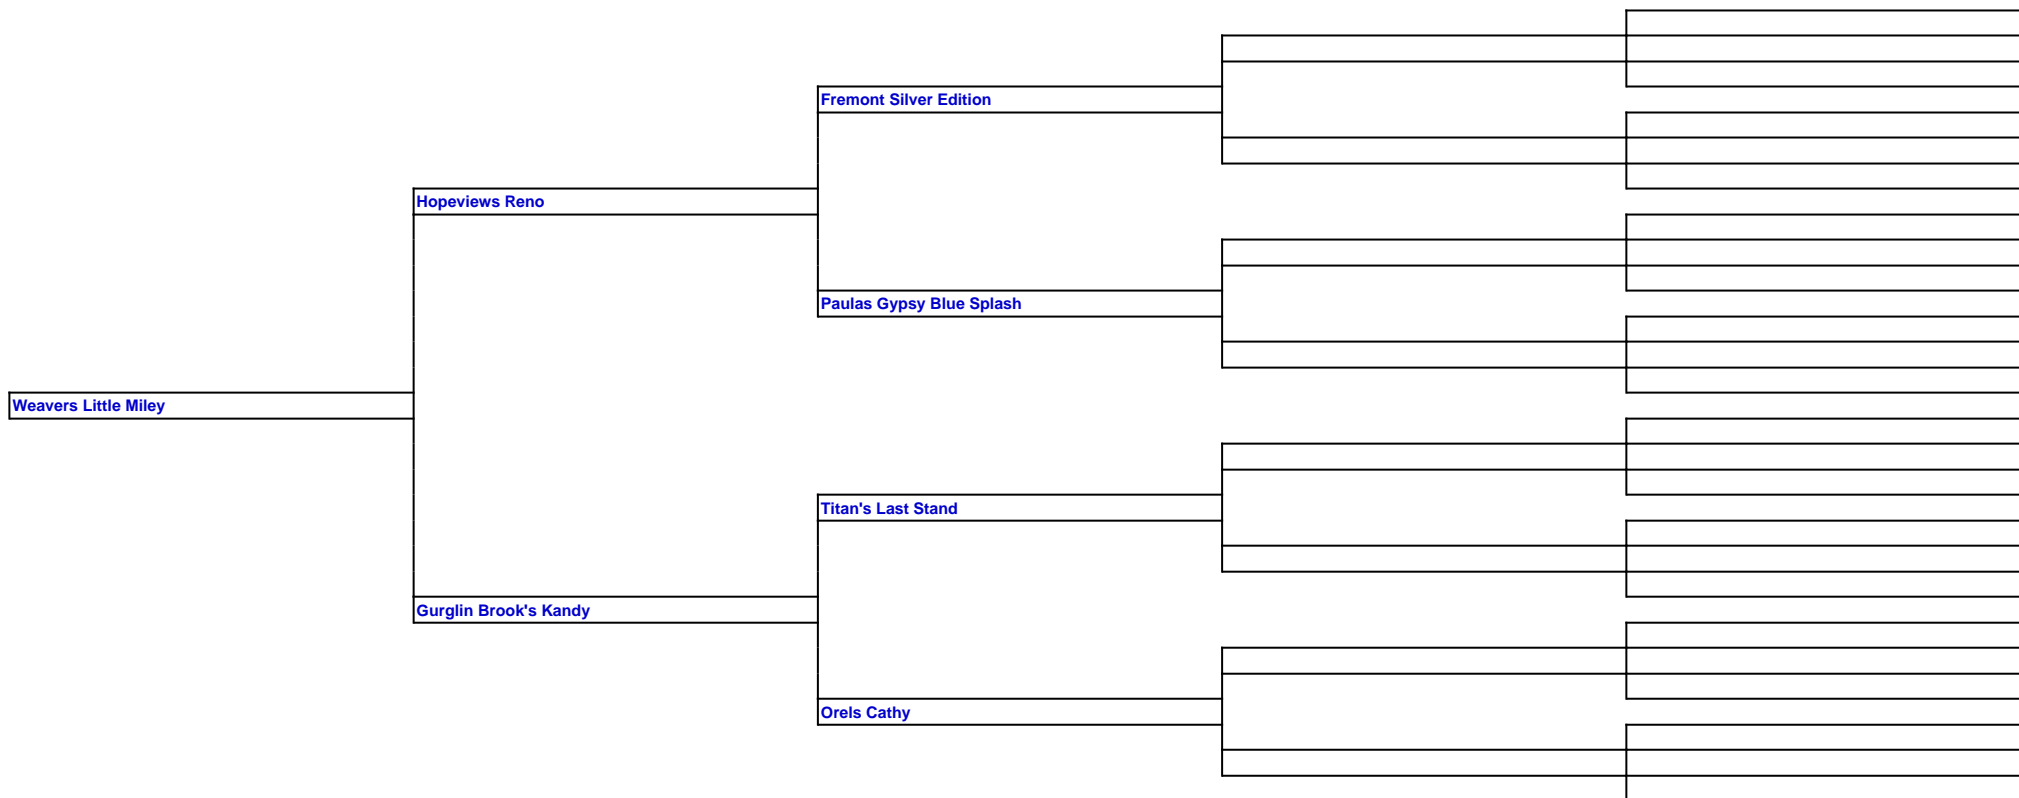 Fremont Silver Edition
Hopeviews Reno
Paulas Gypsy Blue Splash
Weavers Little Miley
Titan's Last Stand
Gurglin Brook's Kandy
Orels Cathy